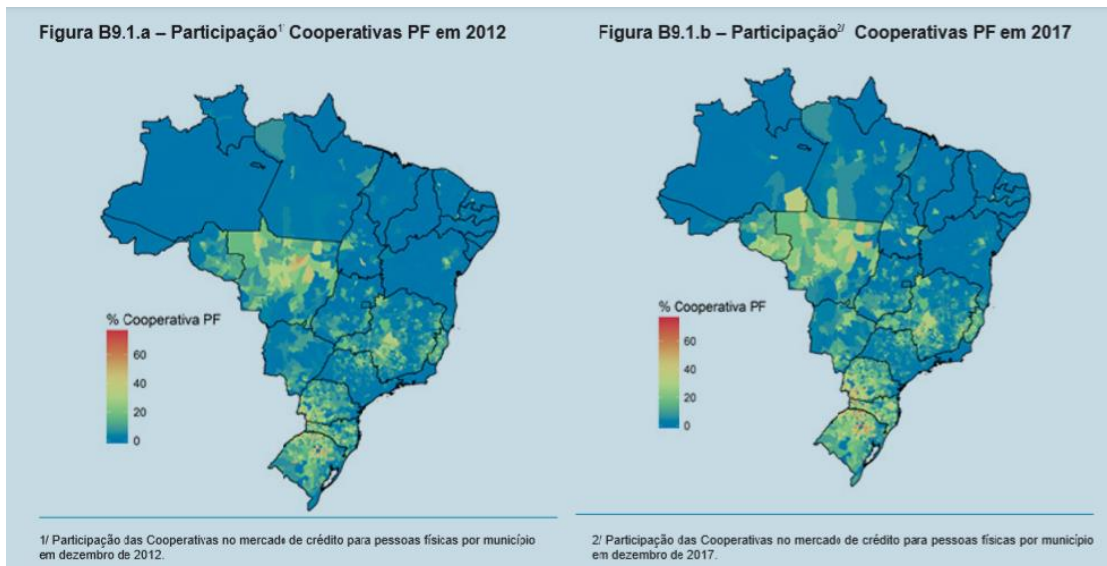 Figura B9.1.a – Participação¹/ Cooperativas PF em 2012
% Cooperativa PF
60
40
20
0
1/ Participação das Cooperativas no mercado de crédito para pessoas físicas por município
em dezembro de 2012.
Figura B9.1.b – Participação²/ Cooperativas PF em 2017
% Cooperativa PF
60
40
20
0
2/ Participação das Cooperativas no mercado de crédito para pessoas físicas por município
em dezembro de 2017.